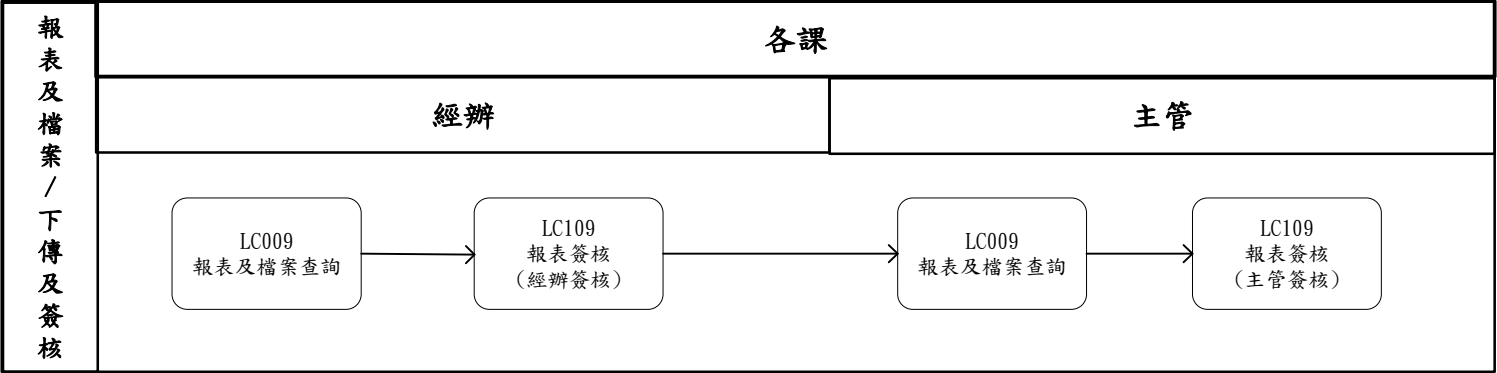 報表及檔案/下傳及簽核
各課
經辦
主管
LC009
報表及檔案查詢
LC109
報表簽核
(經辦簽核)
LC009
報表及檔案查詢
LC109
報表簽核
(主管簽核)